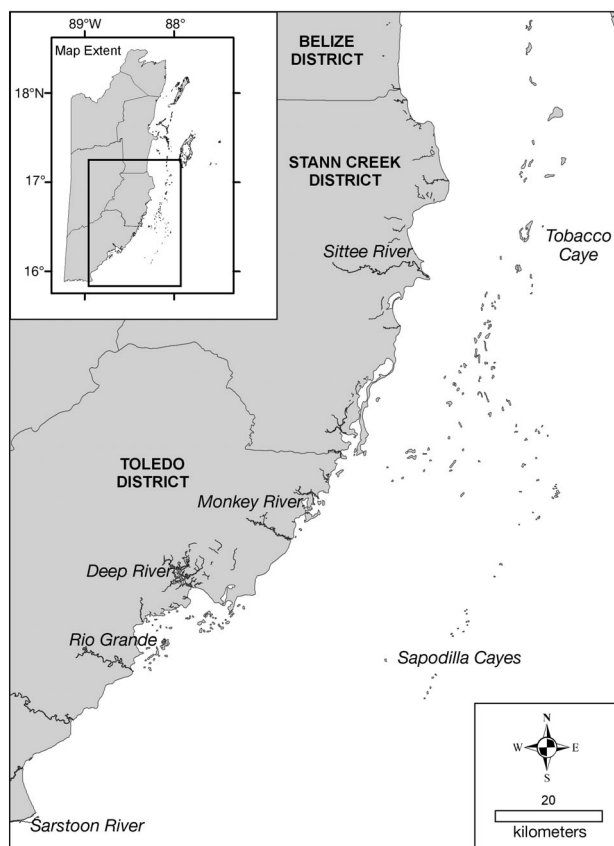 89°W
88°
Map Extent
18°N
17°
16°
BELIZE
DISTRICT
STANN CREEK
DISTRICT
Sittee River
Tobacco
Caye
TOLEDO
DISTRICT
Monkey River
Deep River
Rio Grande
Sapodilla Cayes
Sarstoon River
N
W
E
S
20
kilometers